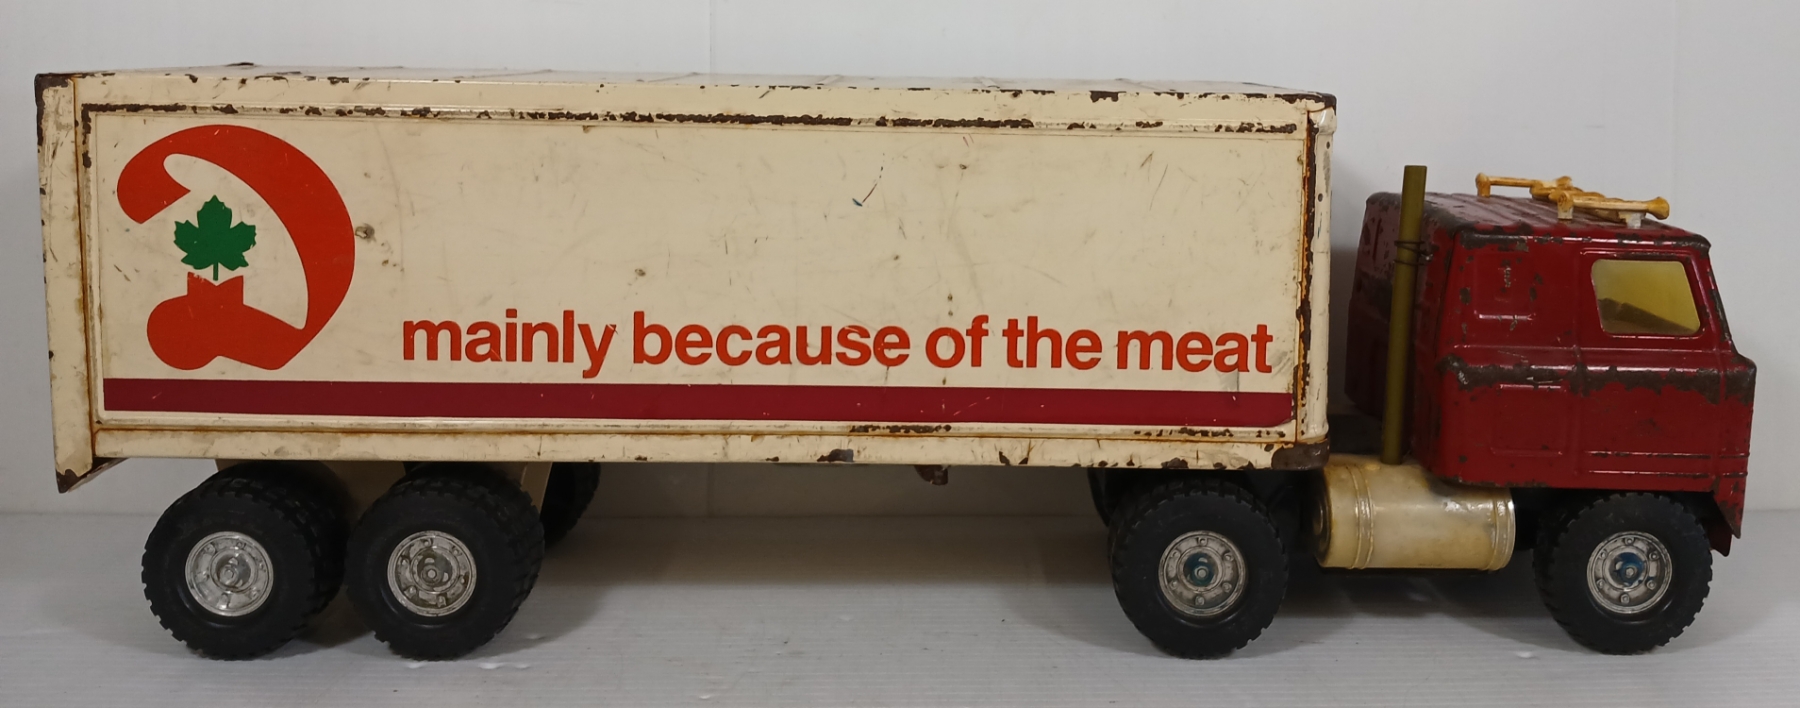 mainly because of the meat